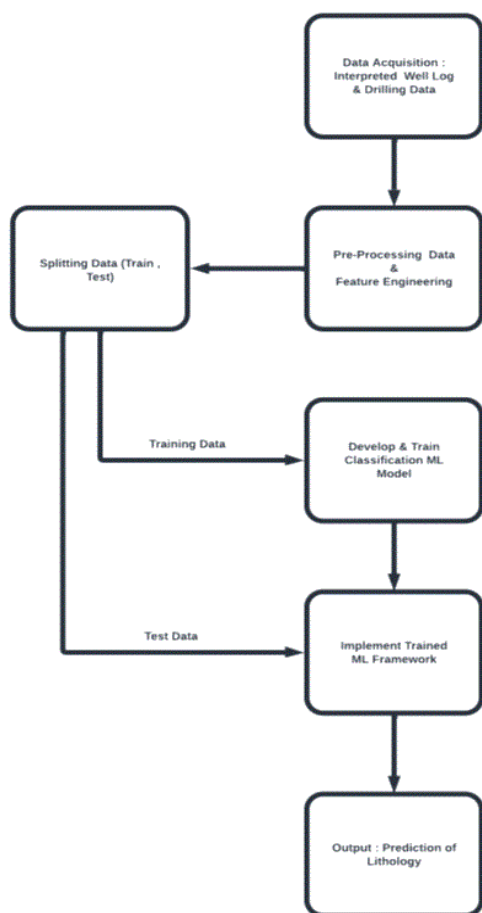 Data Acquisition :
Interpreted Well Log
& Drilling Data
Pre-Processing Data
&
Feature Engineering
Splitting Data (Train ,
Test)
Training Data
Develop & Train
Classification ML
Model
Test Data
Implement Trained
ML Framework
Output : Prediction of
Lithology